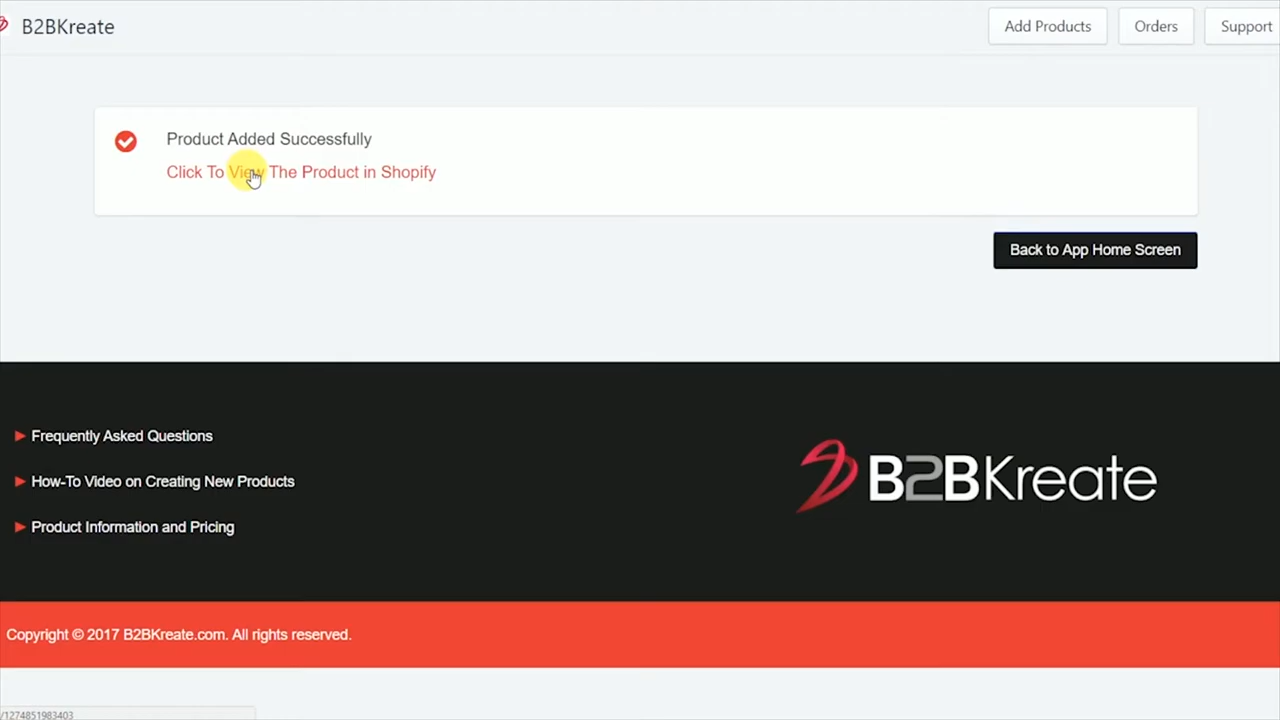 B2BKreate
Add Products
Orders
Support
Product Added Successfully
Click To View The Product in Shopify
Back to App Home Screen
Frequently Asked Questions
How-To Video on Creating New Products
Product Information and Pricing
B2BKreate
Copyright © 2017 B2BKreate.com. All rights reserved.
/1274851983403